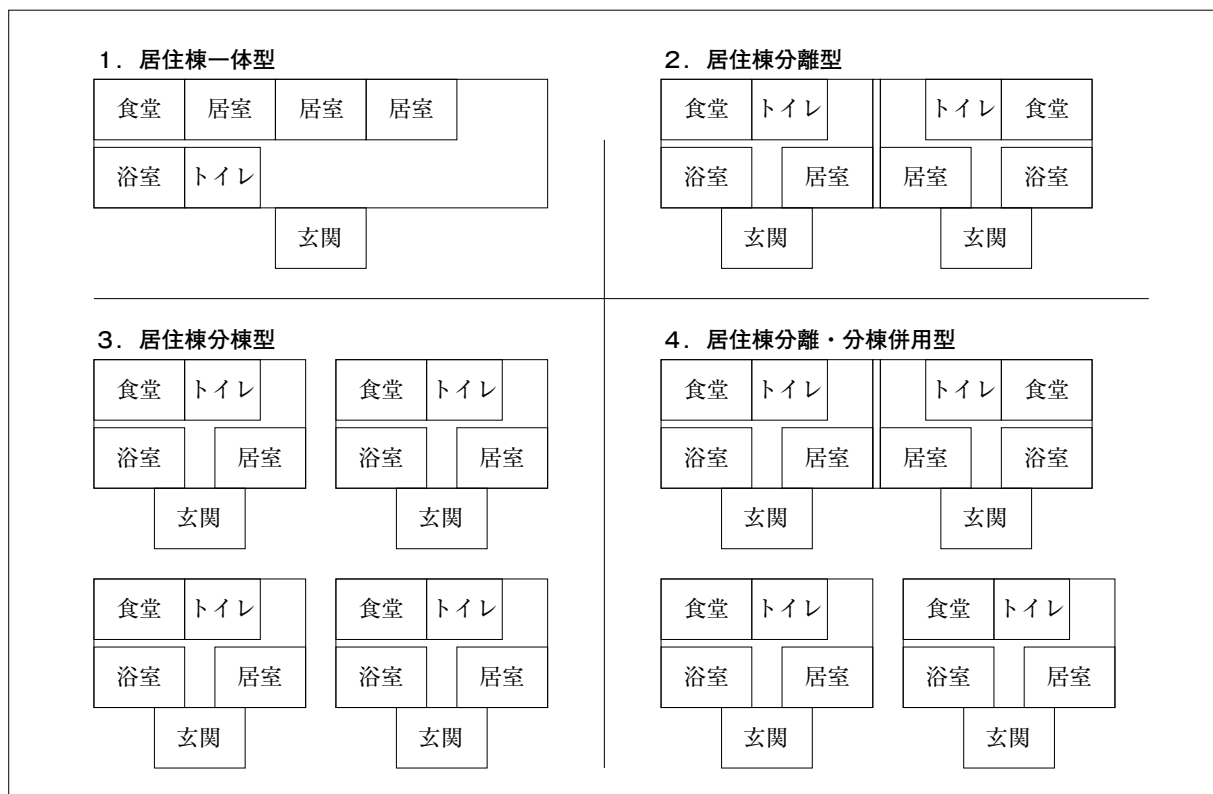 1．居住棟一体型
食堂 居室 居室 居室
浴室 トイレ
玄関
2．居住棟分離型
食堂 トイレ トイレ 食堂
浴室 居室 居室 浴室
玄関 玄関
3．居住棟分棟型
食堂 トイレ 食堂 トイレ
浴室 居室 浴室 居室
玄関 玄関
食堂 トイレ 食堂 トイレ
浴室 居室 浴室 居室
玄関 玄関
4．居住棟分離・分棟併用型
食堂 トイレ トイレ 食堂
浴室 居室 居室 浴室
玄関 玄関
食堂 トイレ 食堂 トイレ
浴室 居室 浴室 居室
玄関 玄関